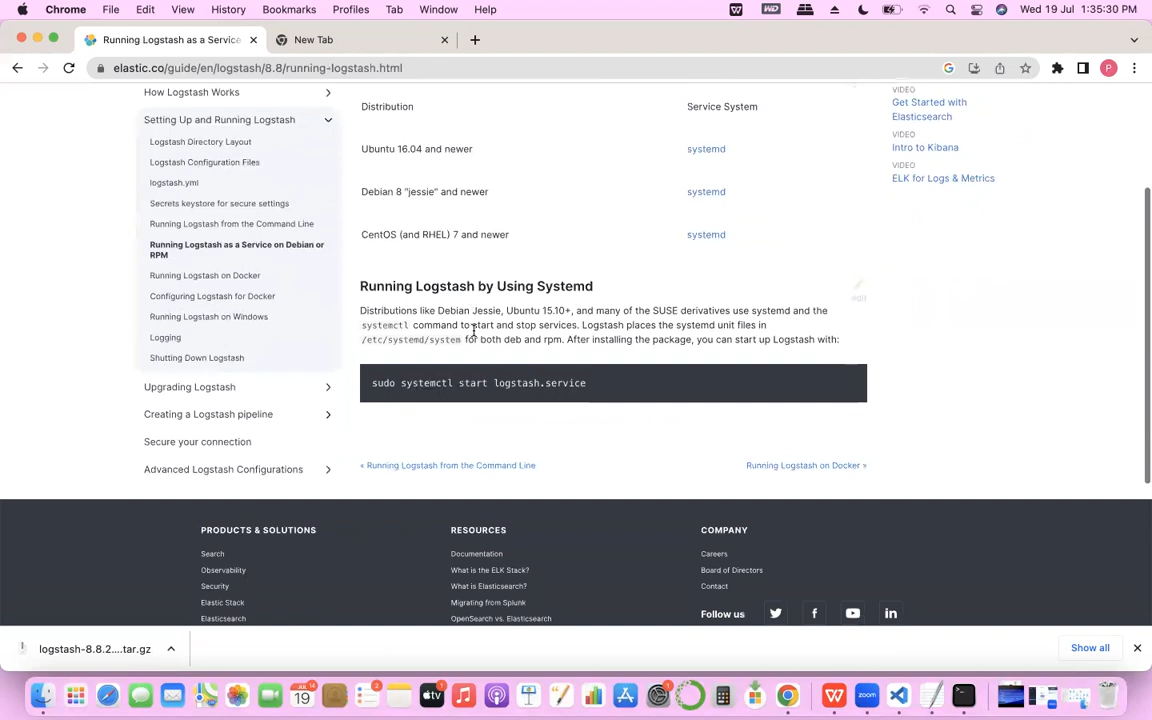 Chrome File Edit View History Bookmarks Profiles Tab Window Help
Wed 19 Jul 1:35:30 PM
Running Logstash as a Service
New Tab
elastic.co/guide/en/logstash/8.8/running-logstash.html
How Logstash Works
Setting Up and Running Logstash
Logstash Directory Layout
Logstash Configuration Files
logstash.yml
Secrets keystore for secure settings
Running Logstash from the Command Line
Running Logstash as a Service on Debian or
RPM
Running Logstash on Docker
Configuring Logstash for Docker
Running Logstash on Windows
Logging
Shutting Down Logstash
Upgrading Logstash
Creating a Logstash pipeline
Secure your connection
Advanced Logstash Configurations
Distribution Service System
Ubuntu 16.04 and newer systemd
Debian 8 "jessie" and newer systemd
CentOS (and RHEL) 7 and newer systemd
Running Logstash by Using Systemd
Distributions like Debian Jessie, Ubuntu 15.10+, and many of the SUSE derivatives use systemd and the
systemctl command to start and stop services. Logstash places the systemd unit files in
/etc/systemd/system for both deb and rpm. After installing the package, you can start up Logstash with:
sudo systemctl start logstash.service
« Running Logstash from the Command Line
Running Logstash on Docker »
VIDEO
Get Started with
Elasticsearch
VIDEO
Intro to Kibana
VIDEO
ELK for Logs & Metrics
PRODUCTS & SOLUTIONS
Search
Observability
Security
Elastic Stack
Elasticsearch
RESOURCES
Documentation
What is the ELK Stack?
What is Elasticsearch?
Migrating from Splunk
OpenSearch vs. Elasticsearch
COMPANY
Careers
Board of Directors
Contact
Follow us
logstash-8.8.2....tar.gz
Show all